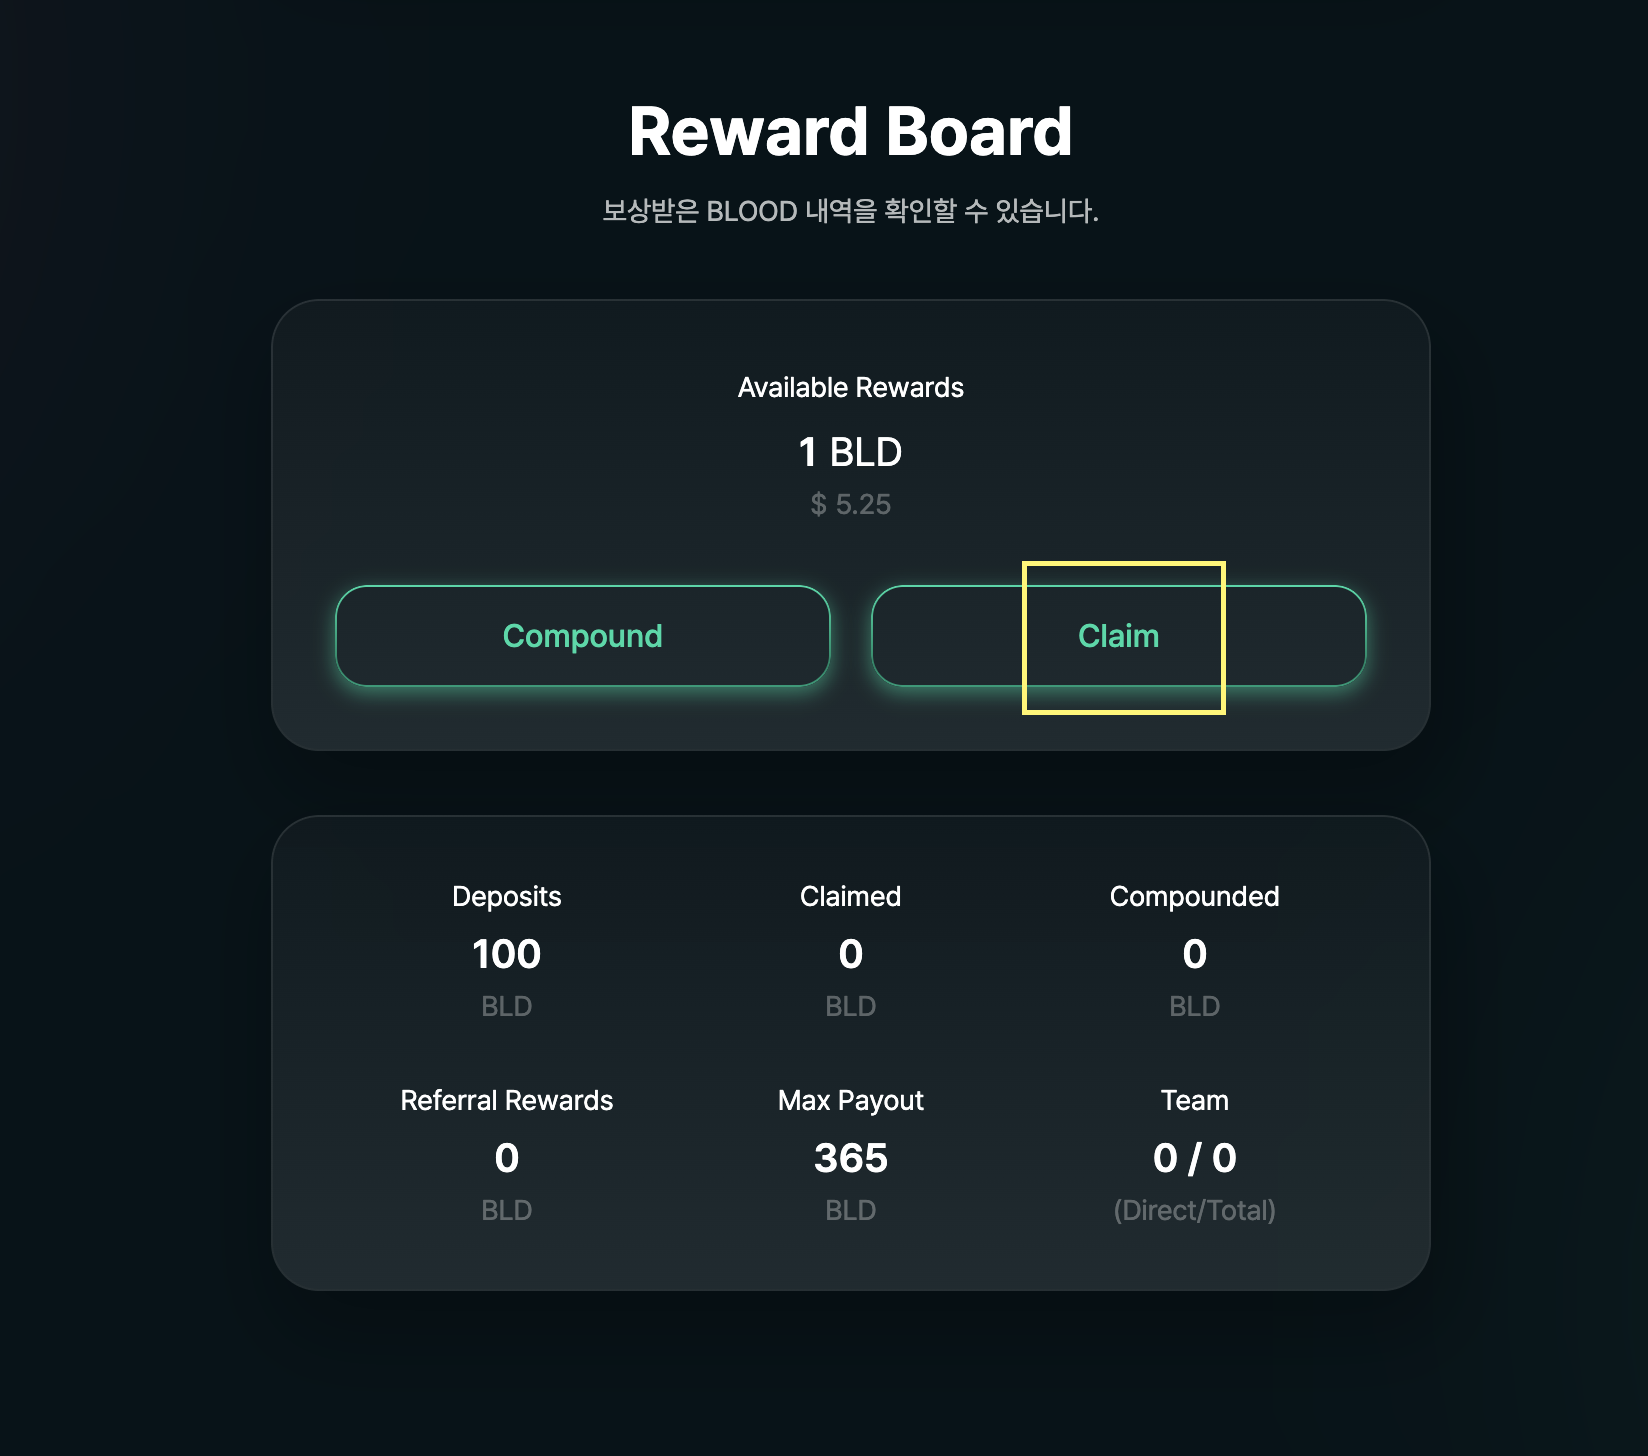 Reward Board
보상받은 BLOOD 내역을 확인할 수 있습니다.
Available Rewards
1 BLD
$ 5.25
Compound
Claim
Deposits
100
BLD
Claimed
0
BLD
Compounded
0
BLD
Referral Rewards
0
BLD
Max Payout
365
BLD
Team
0 / 0
(Direct/Total)